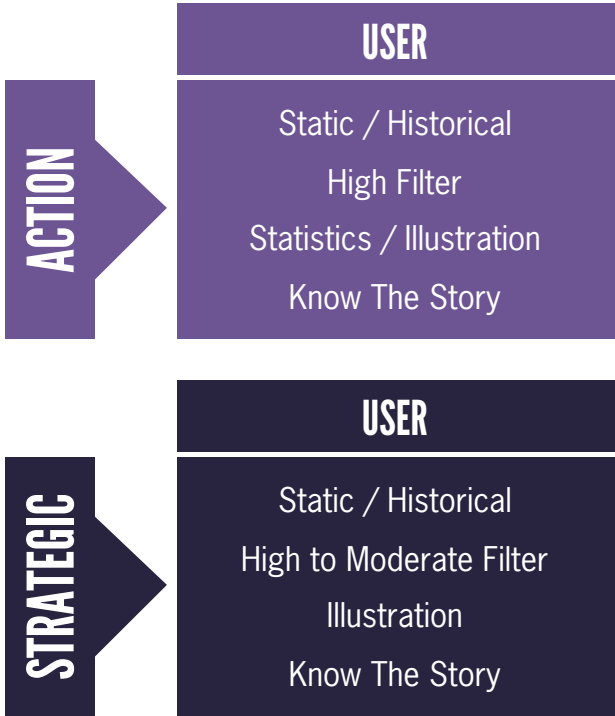 USER
ACTION
Static / Historical
High Filter
Statistics / Illustration
Know The Story
USER
STRATEGIC
Static / Historical
High to Moderate Filter
Illustration
Know The Story